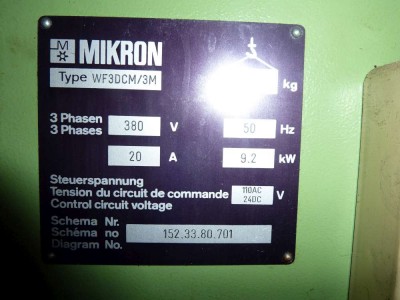 M MIKRON
Type WF3DCM/3M kg
3 Phasen
3 Phases 380 V 50 Hz
20 A 9.2 kW
Steuerspannung
Tension du circuit de commande 110AC V
Control circuit voltage 24DC
Schema Nr.
Schéma no 152.33.80.701
Diagram No.